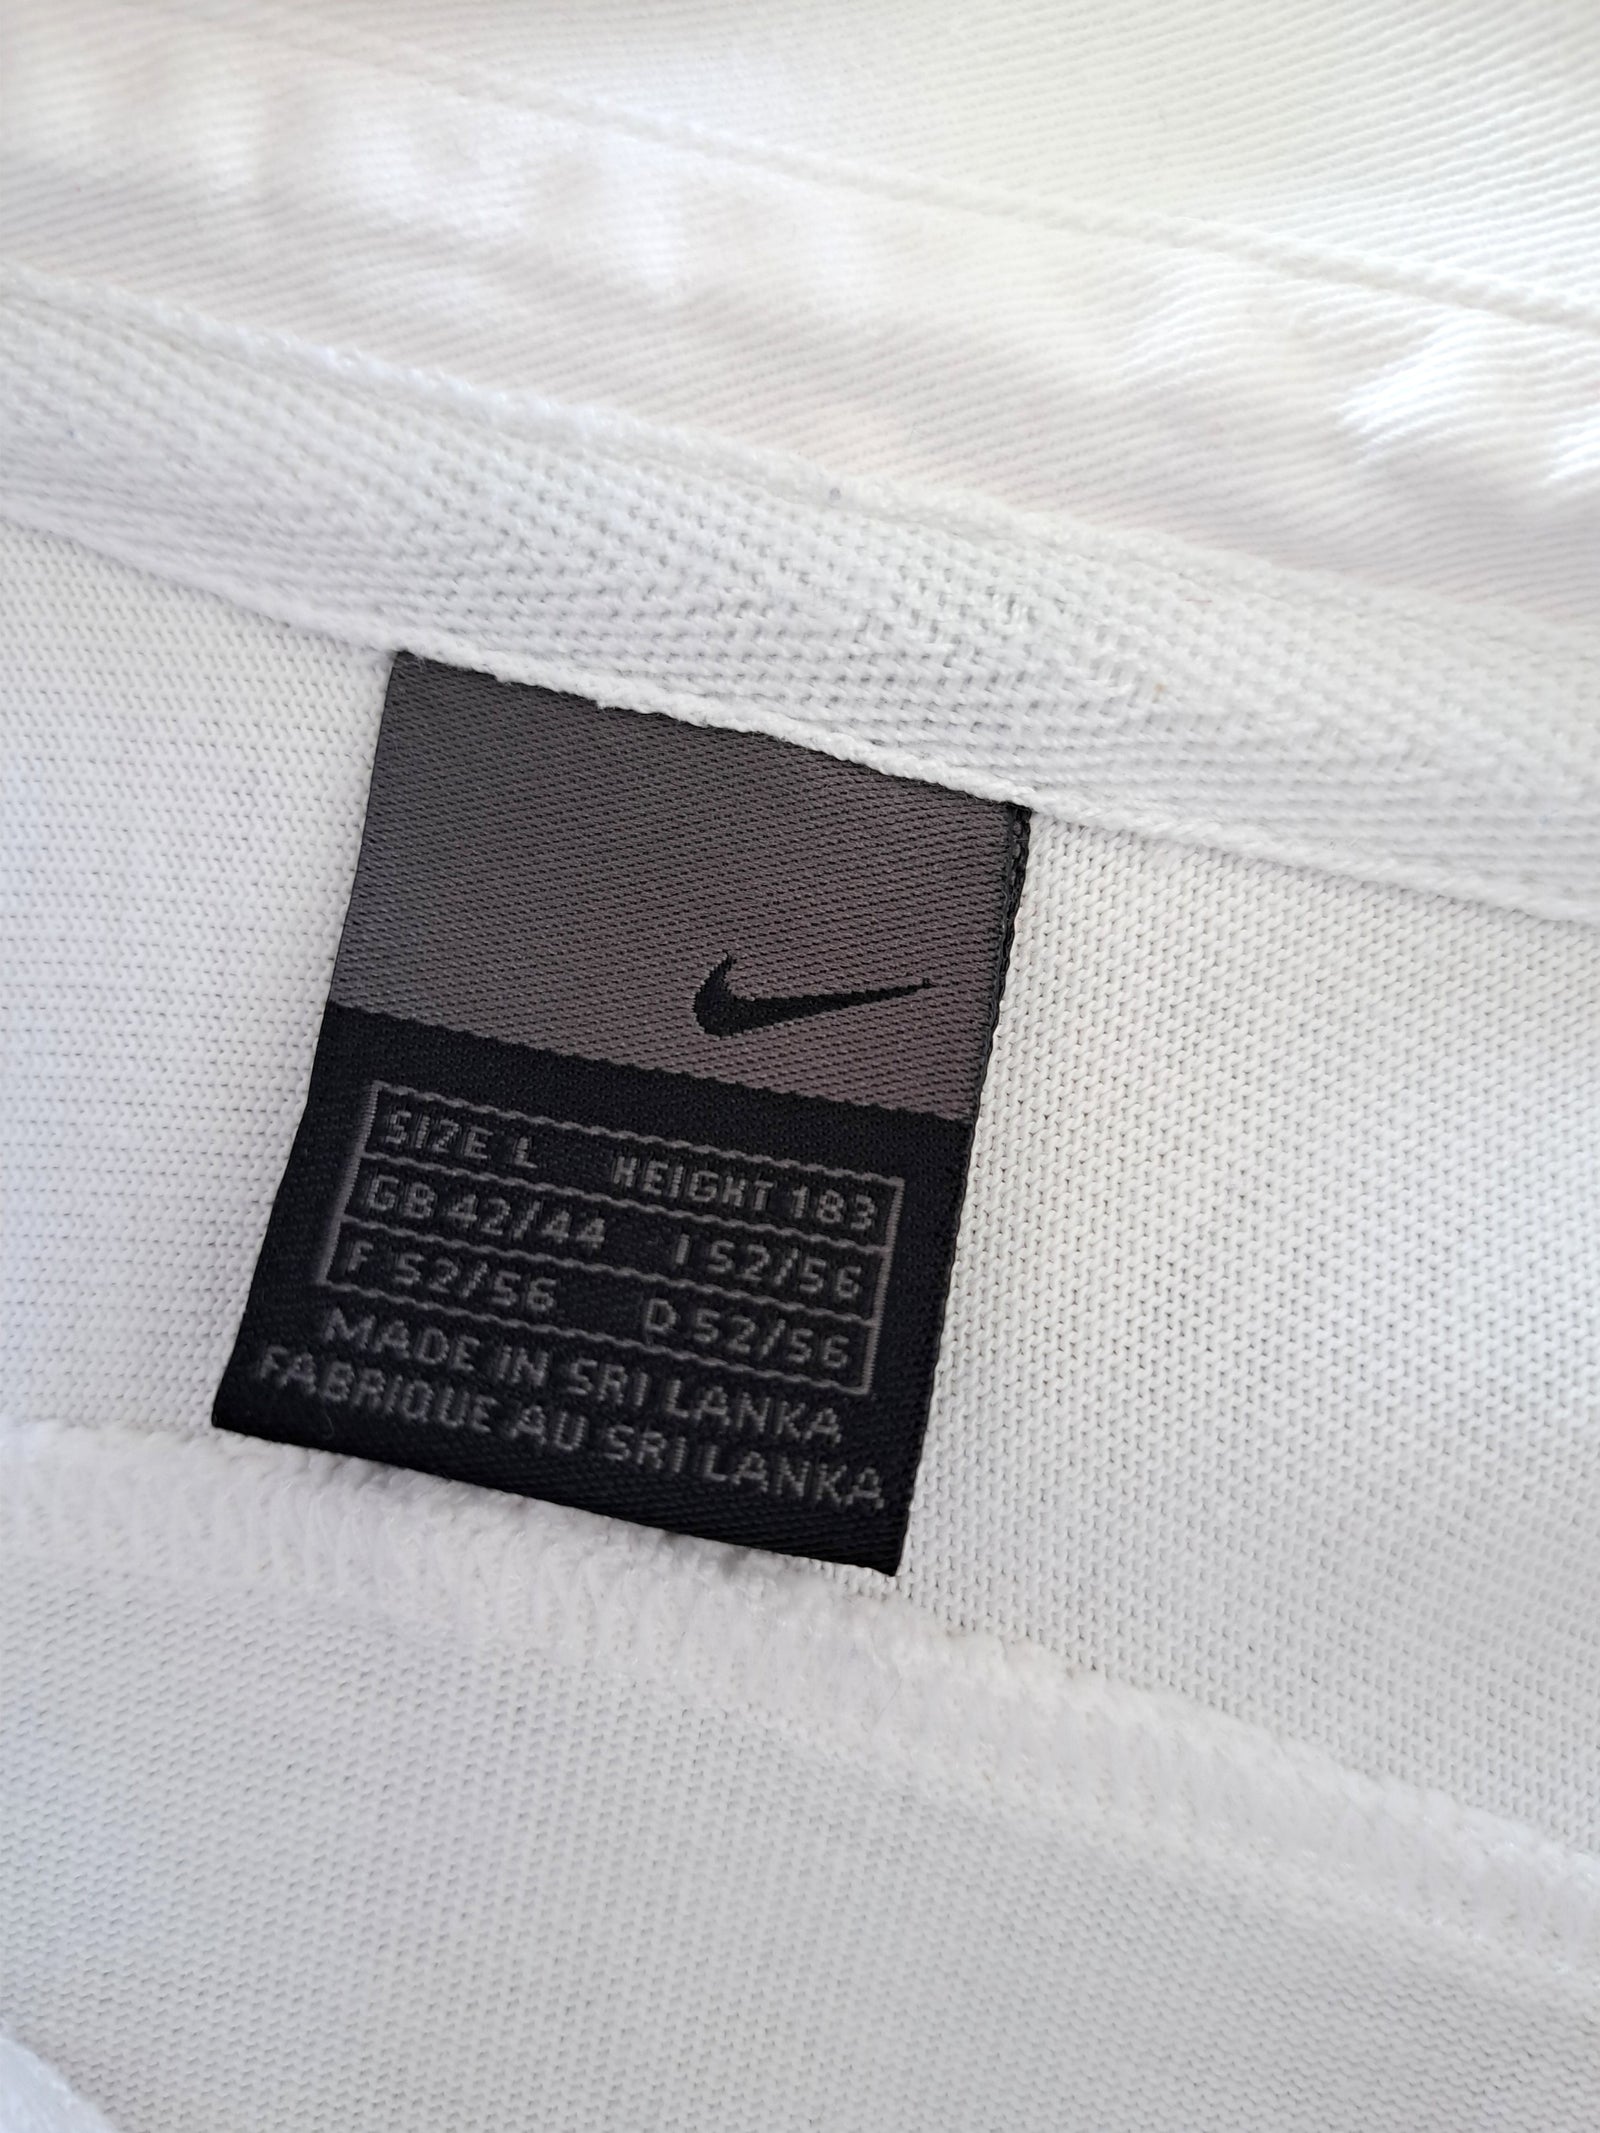 SIZE L HEIGHT 183
GB 42/44 I 52/56
F 52/56 D 52/56
MADE IN SRI LANKA
FABRIQUE AU SRI LANKA